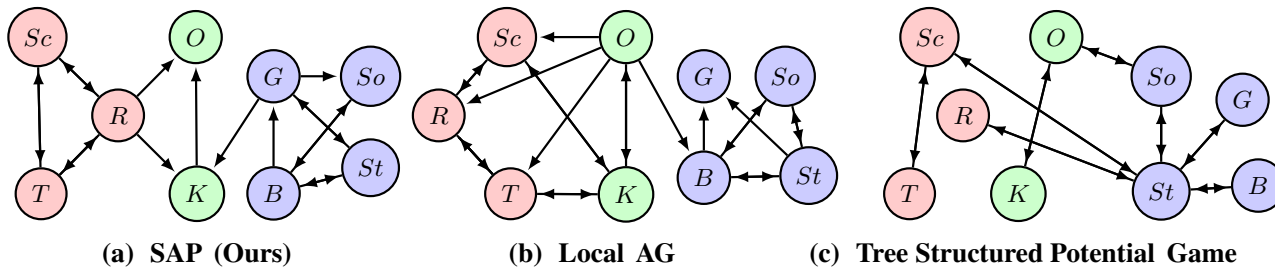 Sc O
G So
R
St
T K B
(a) SAP (Ours)
Sc O
G So
R
T K B St
(b) Local AG
Sc O
So
R G
T K St B
(c) Tree Structured Potential Game